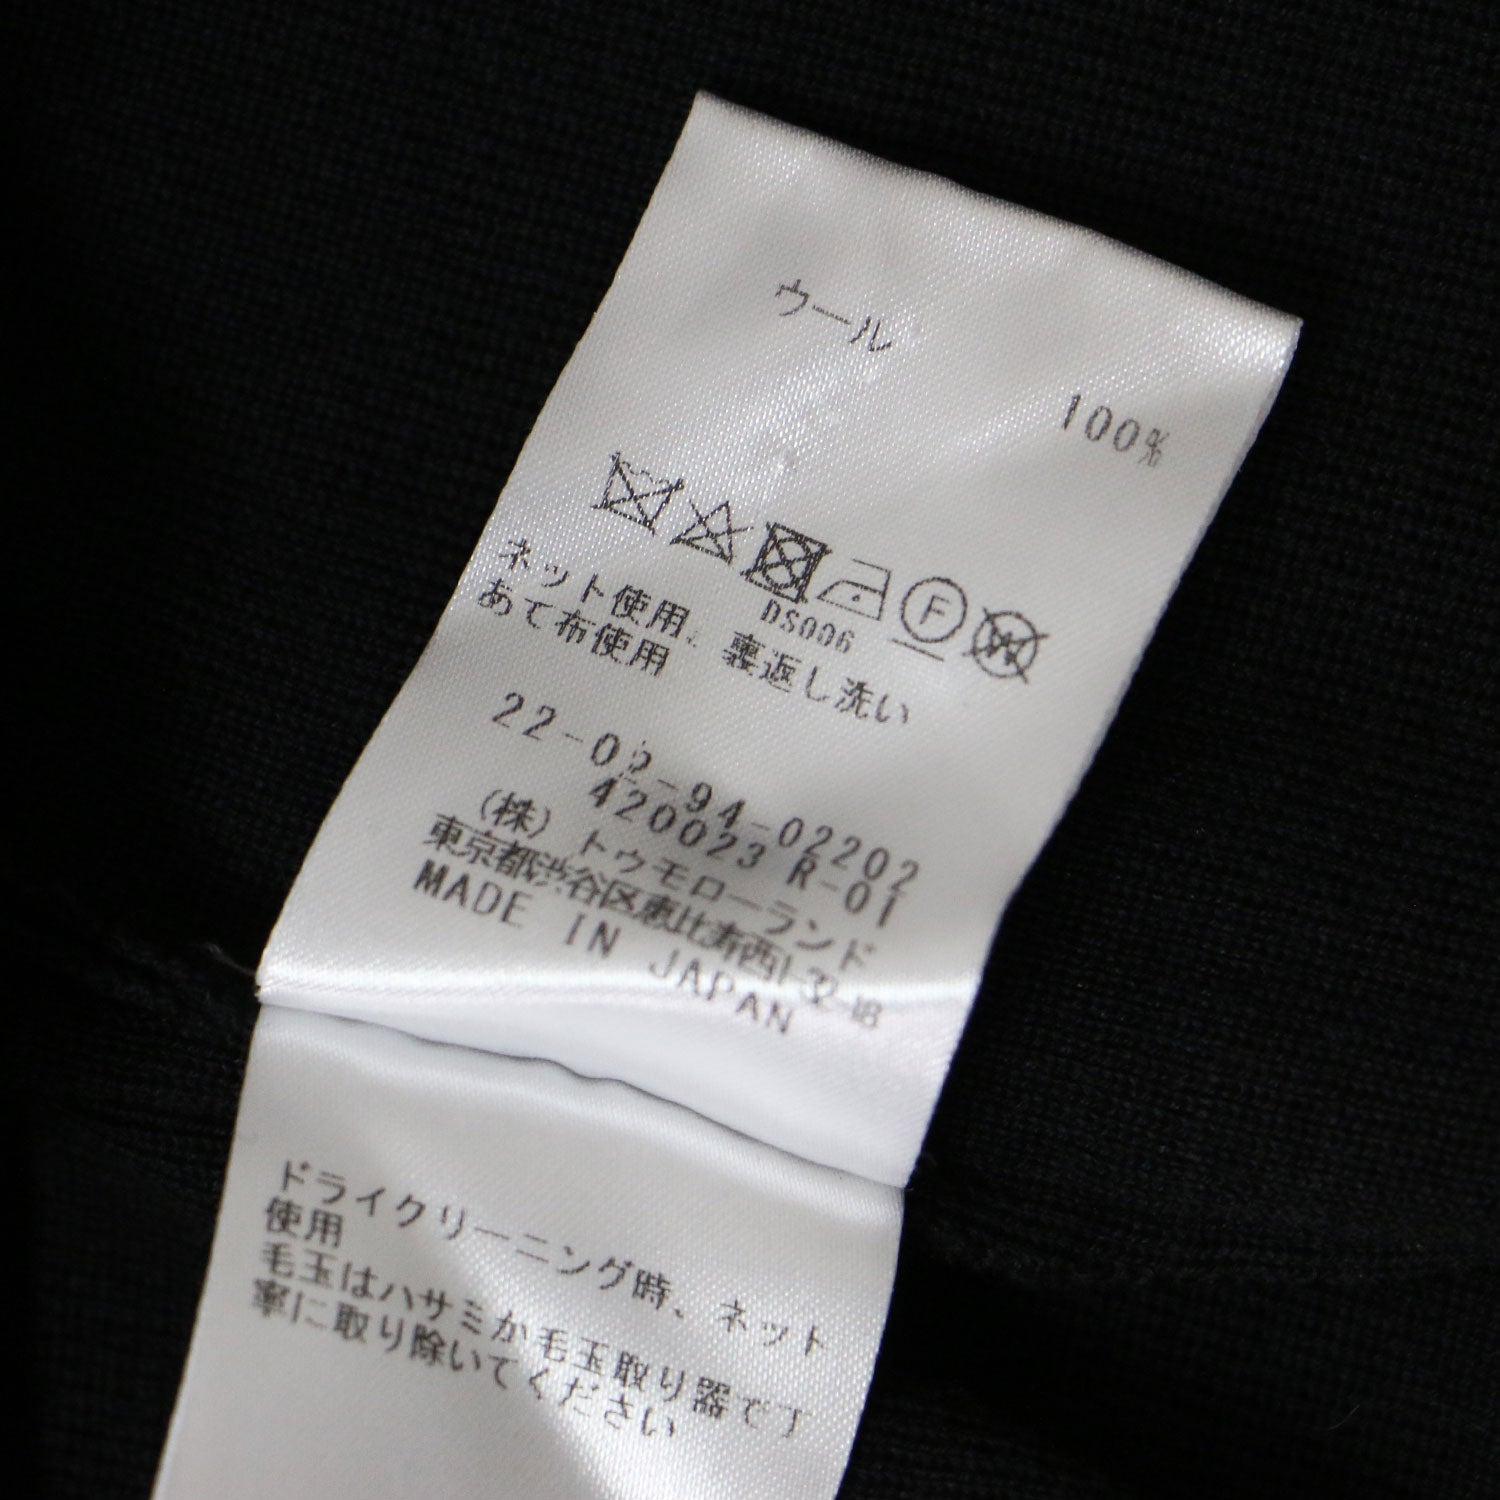 ウール
100%
F
W
DS006
ネット使用、裏返し洗い
あて布使用
22-02-94-02202
420023 R-01
(株) トゥモローランド
東京都渋谷区恵比寿西1-32-18
MADE IN JAPAN
ドライクリーニング時、ネット
使用
毛玉はハサミか毛玉取り器で丁
寧に取り除いてください